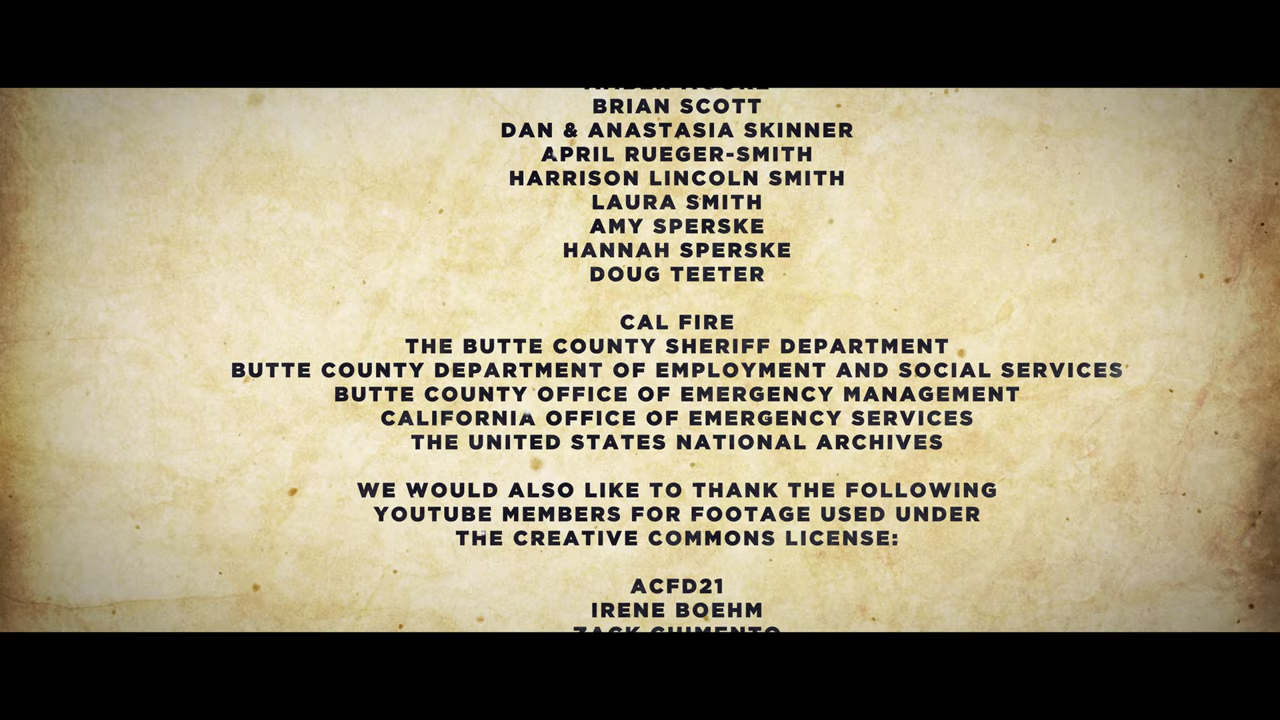 BRIAN SCOTT
DAN & ANASTASIA SKINNER
APRIL RUEGER-SMITH
HARRISON LINCOLN SMITH
LAURA SMITH
AMY SPERSKE
HANNAH SPERSKE
DOUG TEETER
CAL FIRE
THE BUTTE COUNTY SHERIFF DEPARTMENT
BUTTE COUNTY DEPARTMENT OF EMPLOYMENT AND SOCIAL SERVICES
BUTTE COUNTY OFFICE OF EMERGENCY MANAGEMENT
CALIFORNIA OFFICE OF EMERGENCY SERVICES
THE UNITED STATES NATIONAL ARCHIVES
WE WOULD ALSO LIKE TO THANK THE FOLLOWING
YOUTUBE MEMBERS FOR FOOTAGE USED UNDER
THE CREATIVE COMMONS LICENSE:
ACFD21
IRENE BOEHM